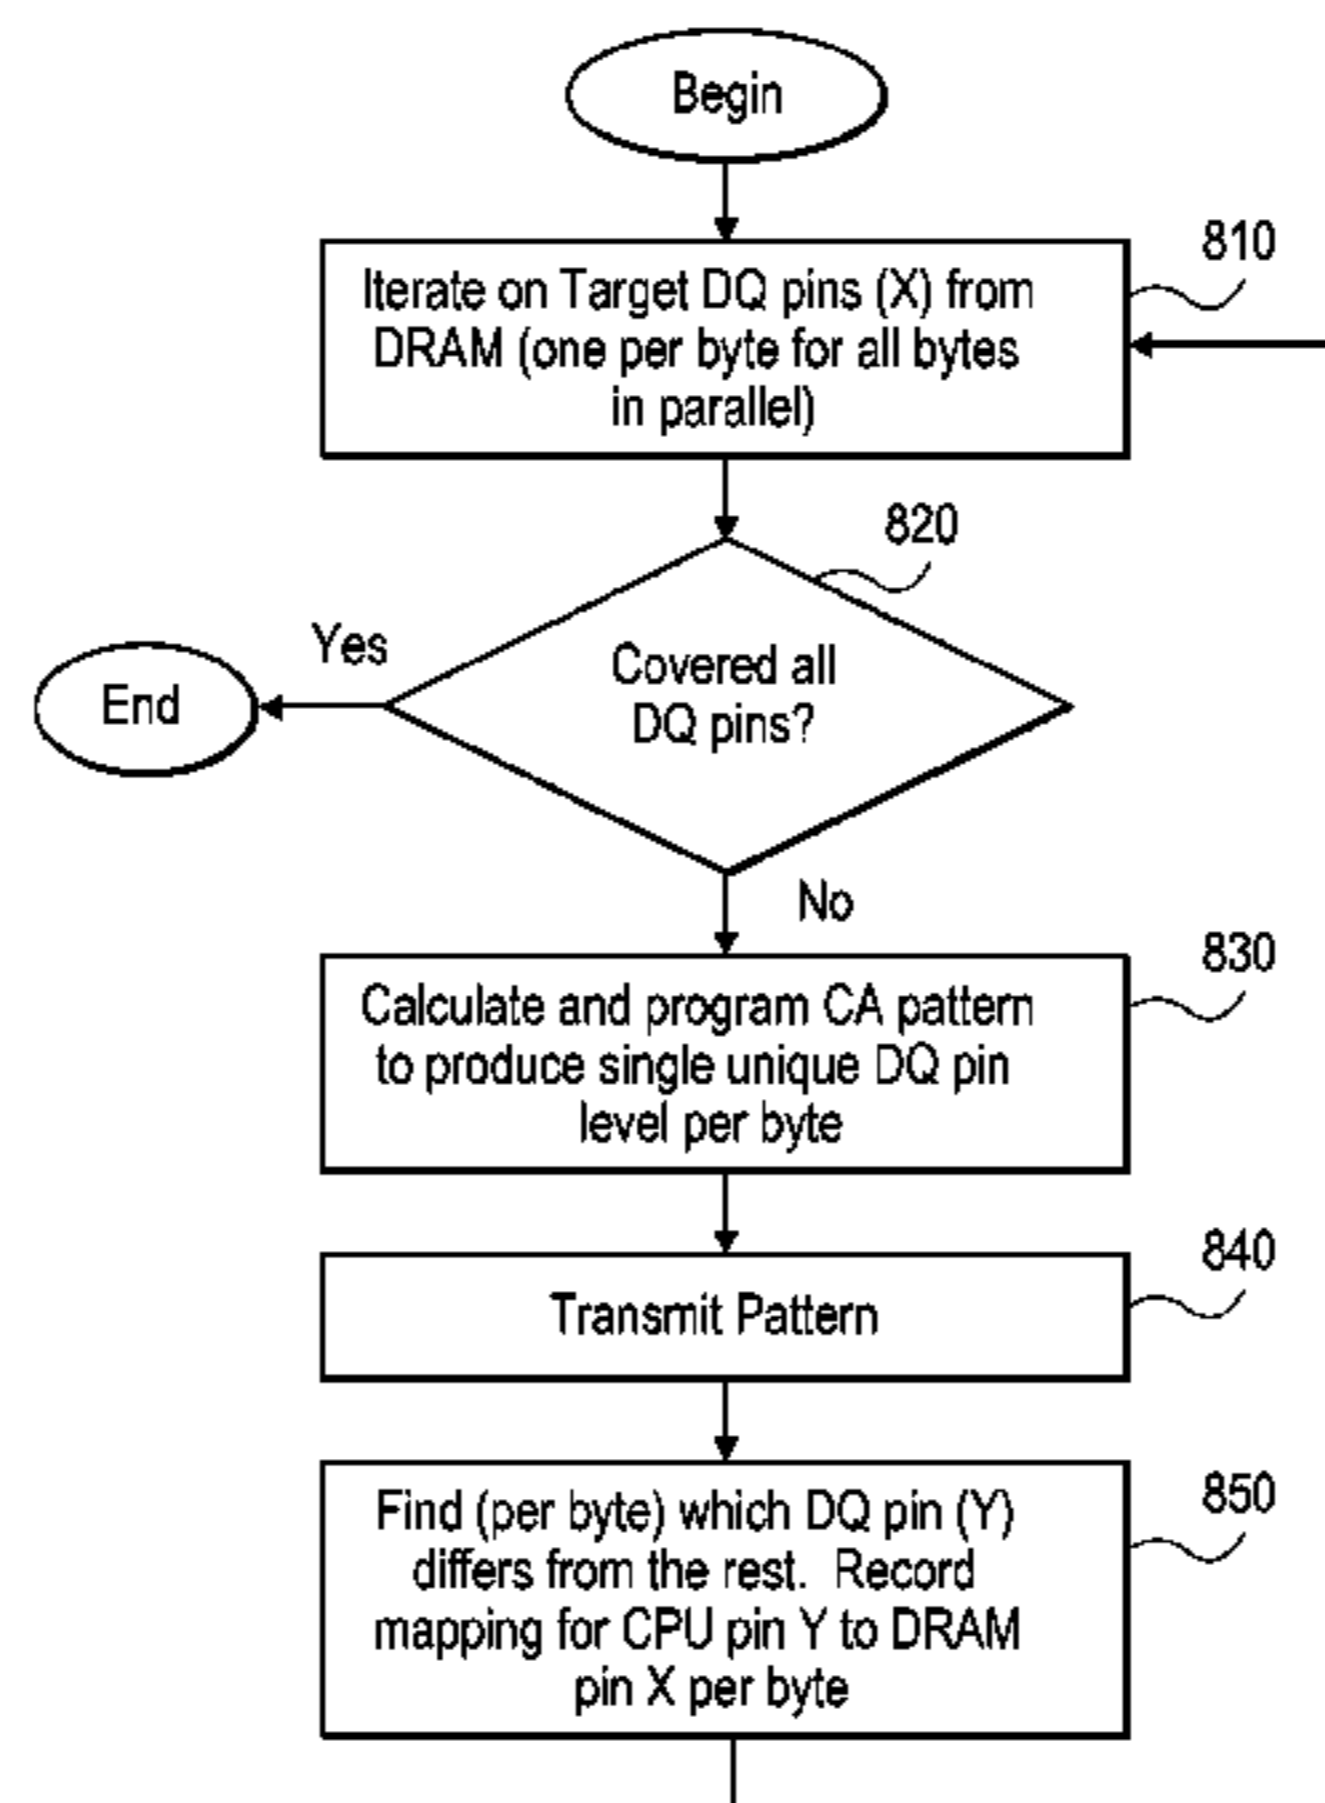 Begin
810
Iterate on Target DQ pins (X) from
DRAM (one per byte for all bytes
in parallel)
820
Yes
Covered all
DQ pins?
End
No
830
Calculate and program CA pattern
to produce single unique DQ pin
level per byte
840
Transmit Pattern
850
Find (per byte) which DQ pin (Y)
differs from the rest. Record
mapping for CPU pin Y to DRAM
pin X per byte